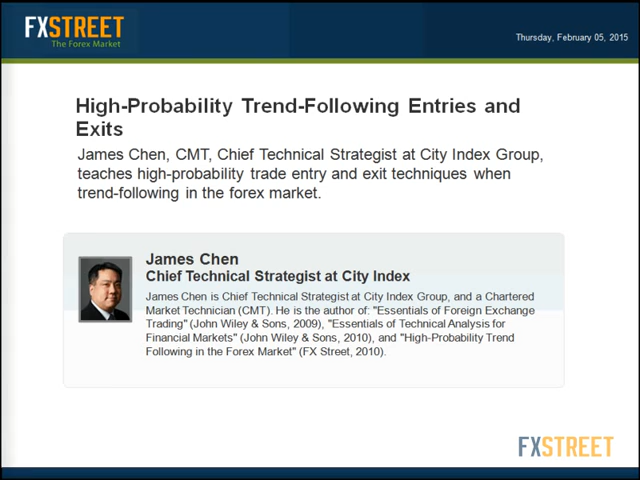 FXSTREET
The Forex Market
Thursday, February 05, 2015
High-Probability Trend-Following Entries and
Exits
James Chen, CMT, Chief Technical Strategist at City Index Group,
teaches high-probability trade entry and exit techniques when
trend-following in the forex market.
James Chen
Chief Technical Strategist at City Index
James Chen is Chief Technical Strategist at City Index Group, and a Chartered
Market Technician (CMT). He is the author of: "Essentials of Foreign Exchange
Trading" (John Wiley & Sons, 2009), "Essentials of Technical Analysis for
Financial Markets" (John Wiley & Sons, 2010), and "High-Probability Trend
Following in the Forex Market" (FX Street, 2010).
FXSTREET